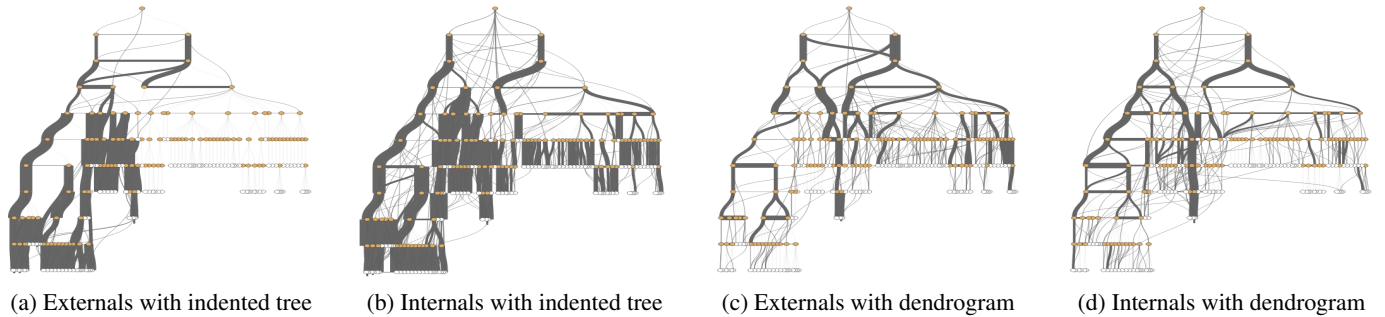 (a) Externals with indented tree
(b) Internals with indented tree
(c) Externals with dendrogram
(d) Internals with dendrogram